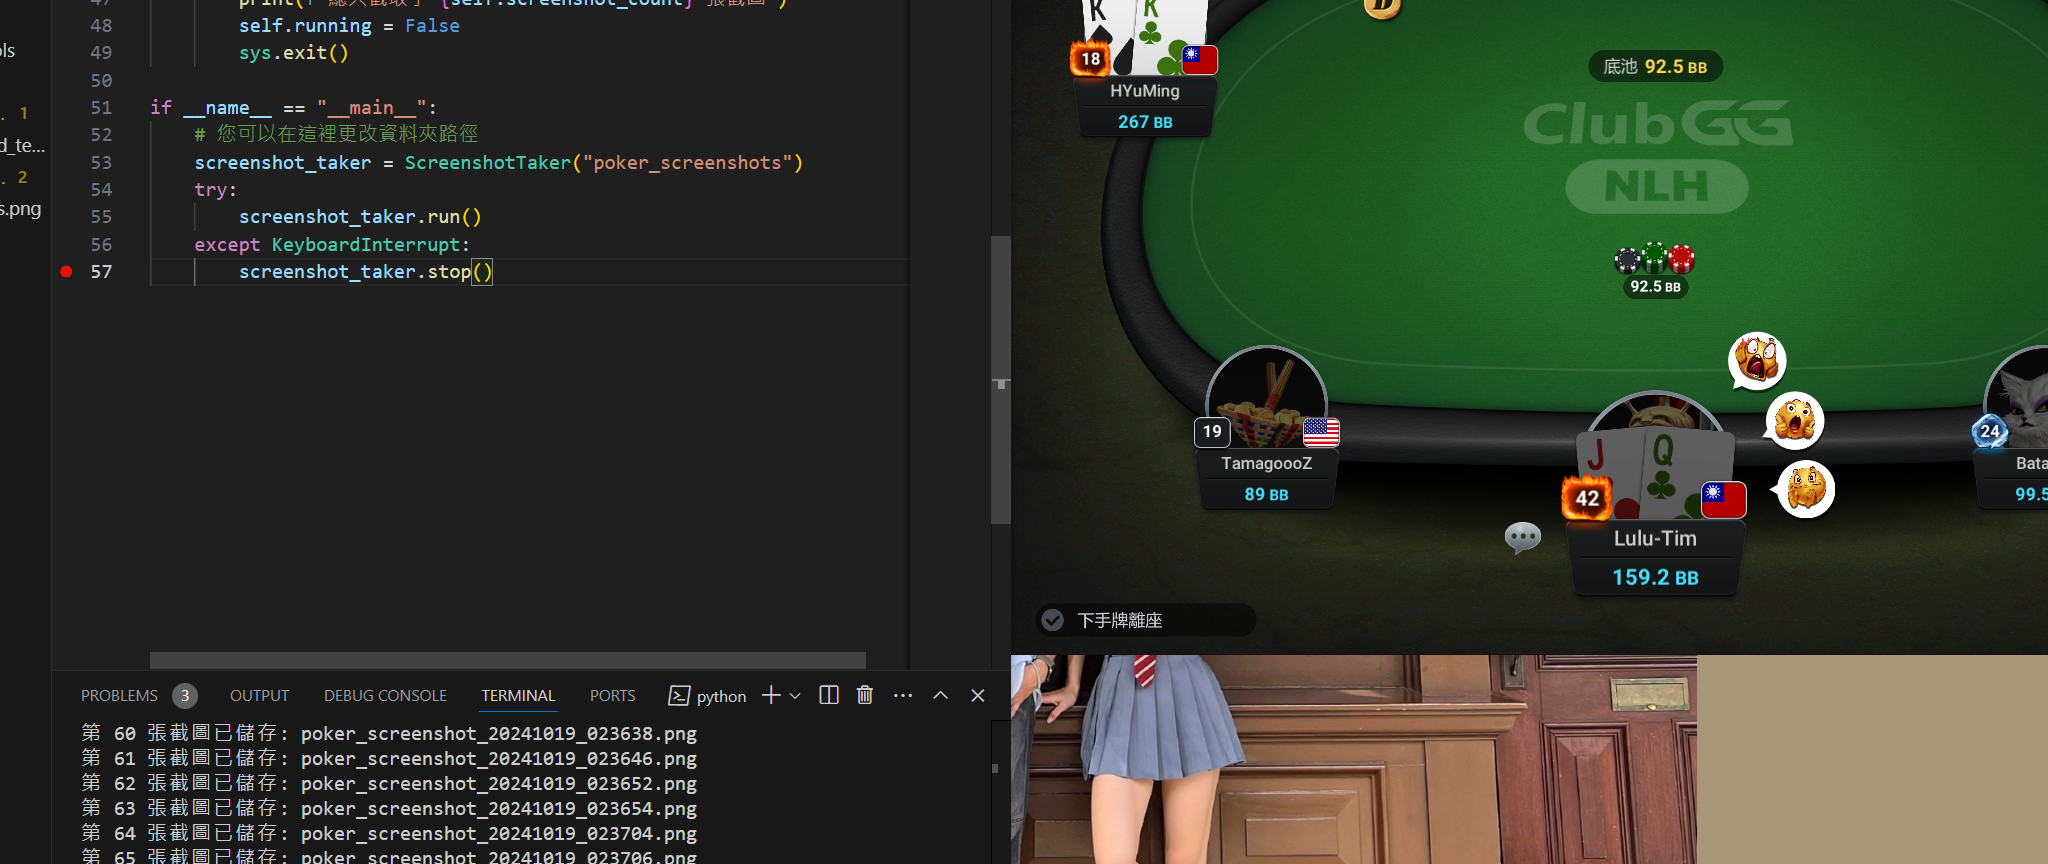 ols
. 1
d_te...
. 2
s.png
47 print(f"總共截取了 {self.screenshot_count} 張截圖")
48 self.running = False
49 sys.exit()
50
51 if __name__ == "__main__":
52 # 您可以在這裡更改資料夾路徑
53 screenshot_taker = ScreenshotTaker("poker_screenshots")
54 try:
55 screenshot_taker.run()
56 except KeyboardInterrupt:
57 screenshot_taker.stop()
PROBLEMS 3 OUTPUT DEBUG CONSOLE TERMINAL PORTS python
第 60 張截圖已儲存: poker_screenshot_20241019_023638.png
第 61 張截圖已儲存: poker_screenshot_20241019_023646.png
第 62 張截圖已儲存: poker_screenshot_20241019_023652.png
第 63 張截圖已儲存: poker_screenshot_20241019_023654.png
第 64 張截圖已儲存: poker_screenshot_20241019_023704.png
第 65 張截圖已儲存: poker_screenshot_20241019_023706.png
D
K K
18
HYuMing
267 BB
底池 92.5 BB
ClubGG
NLH
92.5 BB
19
TamagoooZ
89 BB
J Q
42
Lulu-Tim
159.2 BB
24
Bata
99.5
下手牌離座